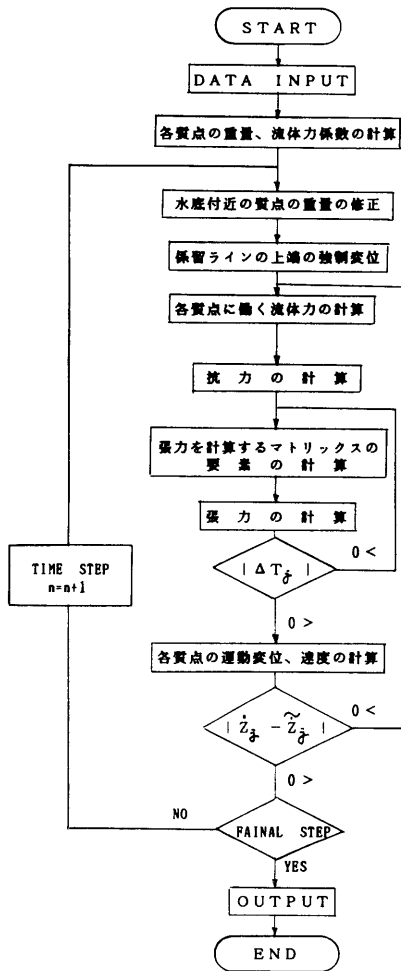 START
DATA INPUT
各質点の重量、流体力係数の計算
水底付近の質点の重量の修正
係留ラインの上端の強制変位
各質点に働く流体力の計算
抗力の計算
張力を計算するマトリックスの
要素の計算
張力の計算
0 <
| ΔT_j |
TIME STEP
n=n+1
0 >
各質点の運動変位、速度の計算
0 <
| Ż_j - \tilde{Ż}_j |
0 >
NO
FAINAL STEP
YES
OUTPUT
END